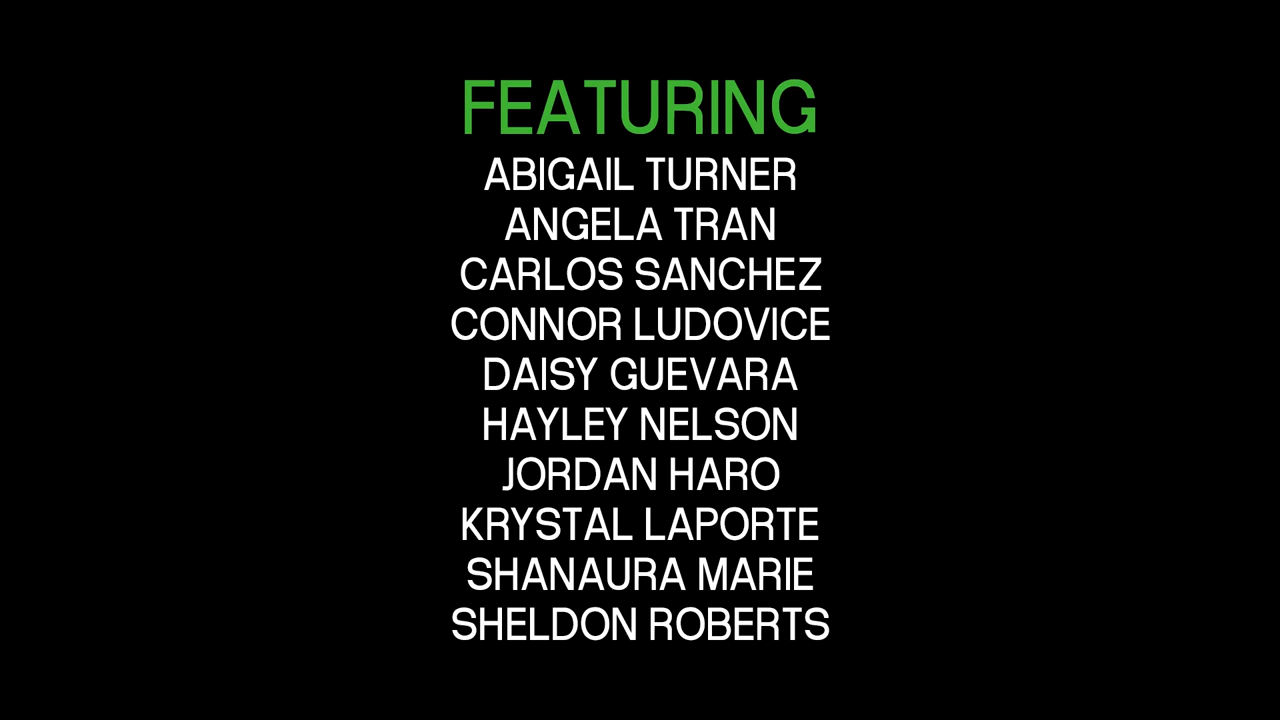 FEATURING
ABIGAIL TURNER
ANGELA TRAN
CARLOS SANCHEZ
CONNOR LUDOVICE
DAISY GUEVARA
HAYLEY NELSON
JORDAN HARO
KRYSTAL LAPORTE
SHANAURA MARIE
SHELDON ROBERTS